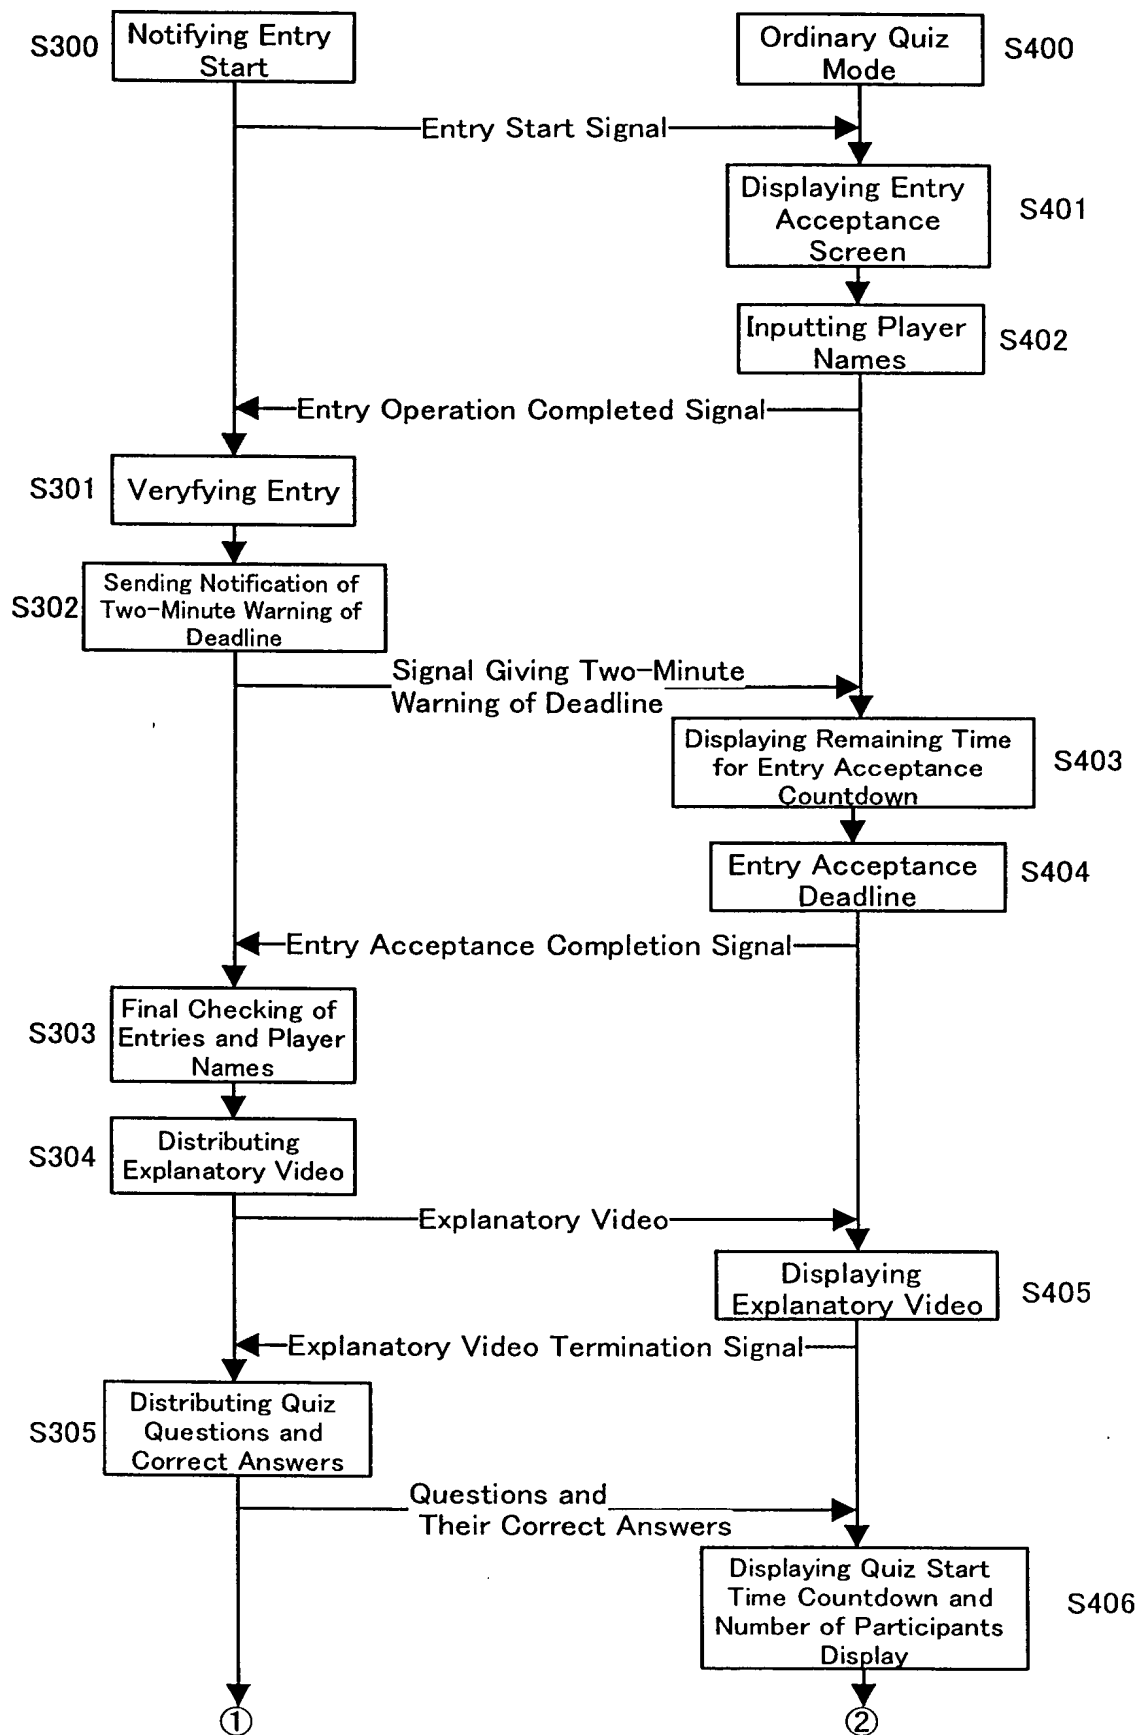 S300
Notifying Entry
Start
Ordinary Quiz
Mode
S400
Entry Start Signal
Displaying Entry
Acceptance
Screen
S401
Inputting Player
Names
S402
Entry Operation Completed Signal
S301
Veryfying Entry
S302
Sending Notification of
Two-Minute Warning of
Deadline
Signal Giving Two-Minute
Warning of Deadline
Displaying Remaining Time
for Entry Acceptance
Countdown
S403
Entry Acceptance
Deadline
S404
Entry Acceptance Completion Signal
S303
Final Checking of
Entries and Player
Names
S304
Distributing
Explanatory Video
Explanatory Video
Displaying
Explanatory Video
S405
Explanatory Video Termination Signal
S305
Distributing Quiz
Questions and
Correct Answers
Questions and
Their Correct Answers
Displaying Quiz Start
Time Countdown and
Number of Participants
Display
S406
①
②